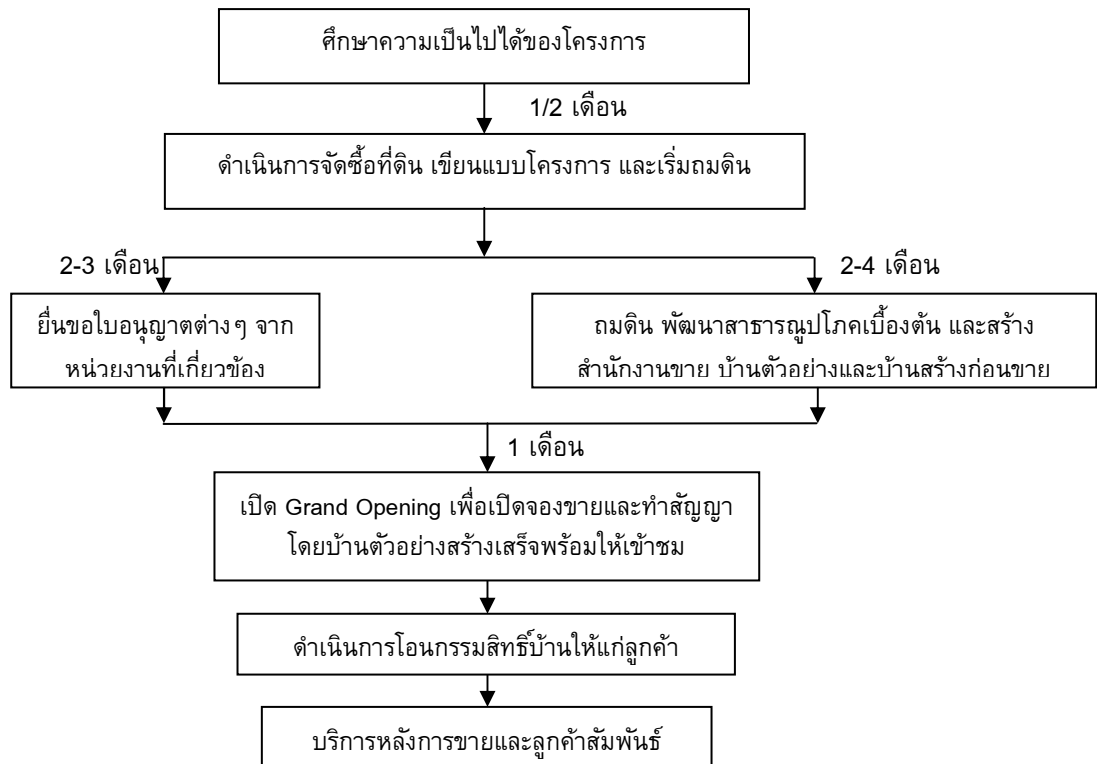 ศึกษาความเป็นไปได้ของโครงการ
1/2 เดือน
ดำเนินการจัดซื้อที่ดิน เขียนแบบโครงการ และเริ่มถมดิน
2-3 เดือน
2-4 เดือน
ยื่นขอใบอนุญาตต่างๆ จาก
หน่วยงานที่เกี่ยวข้อง
ถมดิน พัฒนาสาธารณูปโภคเบื้องต้น และสร้าง
สำนักงานขาย บ้านตัวอย่างและบ้านสร้างก่อนขาย
1 เดือน
เปิด Grand Opening เพื่อเปิดจองขายและทำสัญญา
โดยบ้านตัวอย่างสร้างเสร็จพร้อมให้เข้าชม
ดำเนินการโอนกรรมสิทธิ์บ้านให้แก่ลูกค้า
บริการหลังการขายและลูกค้าสัมพันธ์